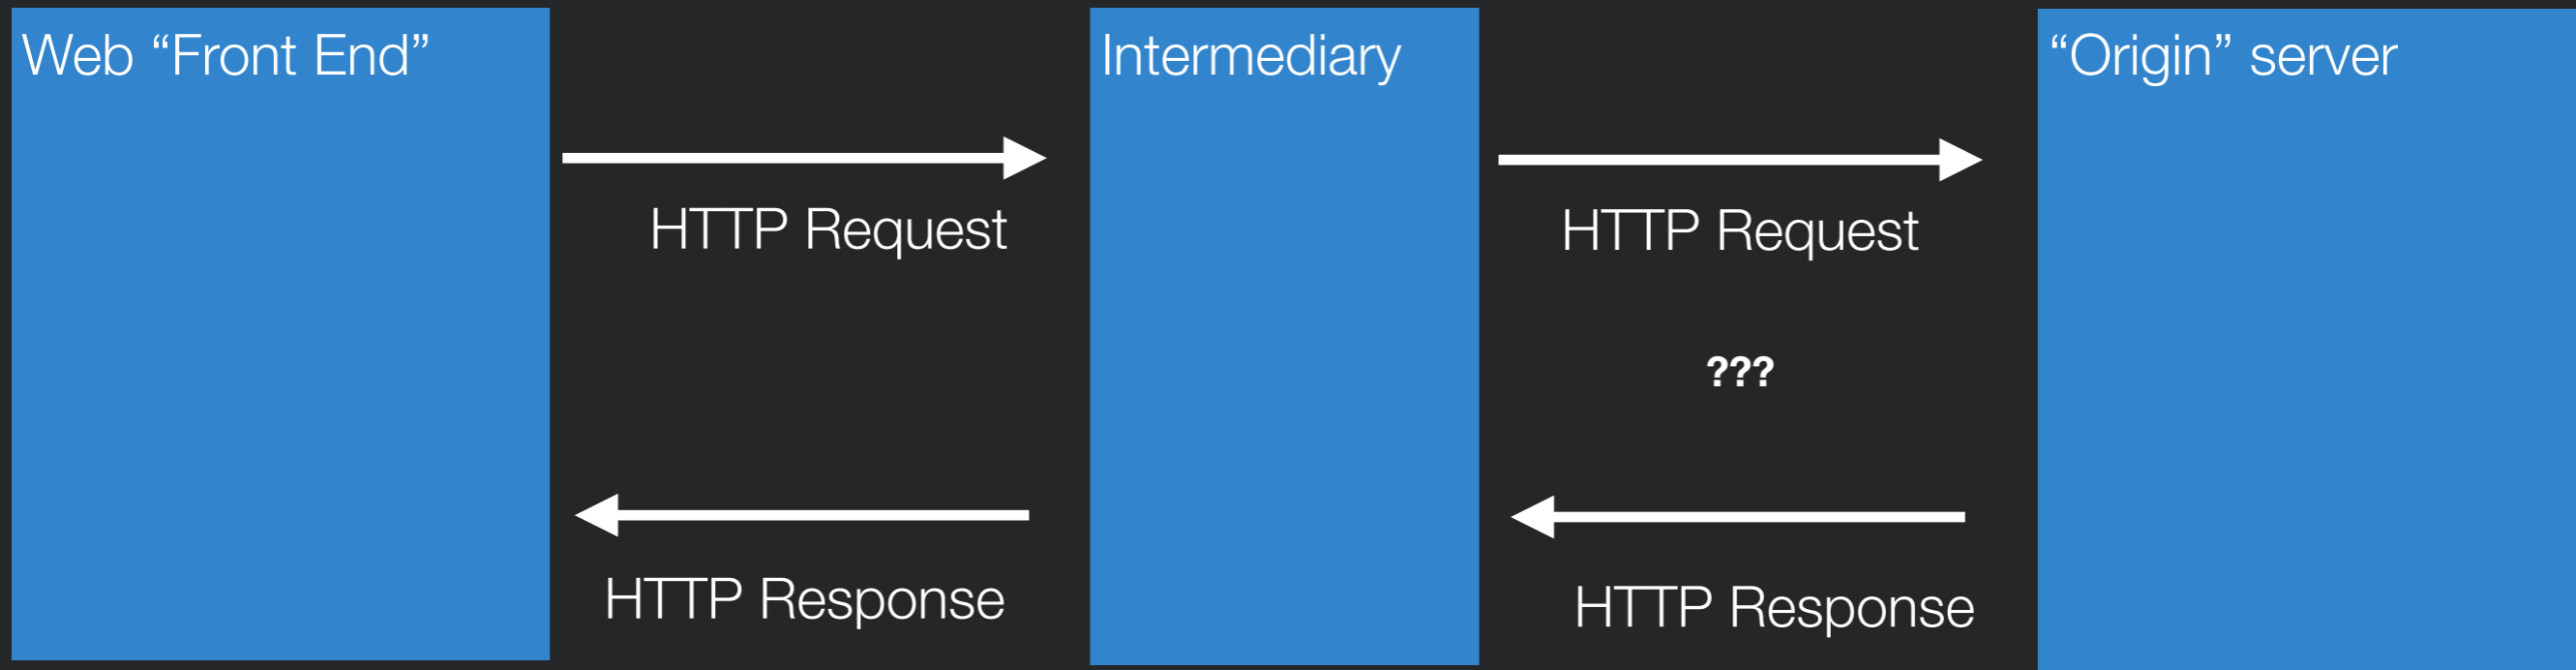 Web “Front End”
Intermediary
“Origin” server
HTTP Request
HTTP Request
???
HTTP Response
HTTP Response